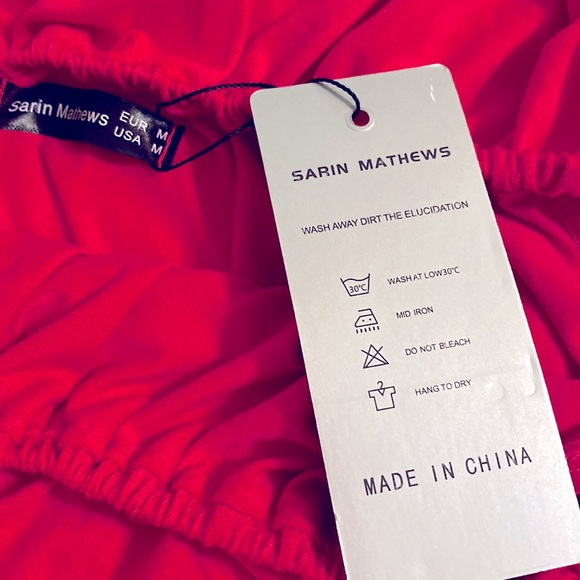 Sarin Mathews
EUR M
USA M
SARIN MATHEWS
WASH AWAY DIRT THE ELUCIDATION
30℃ WASH AT LOW30℃
MID IRON
DO NOT BLEACH
HANG TO DRY
MADE IN CHINA